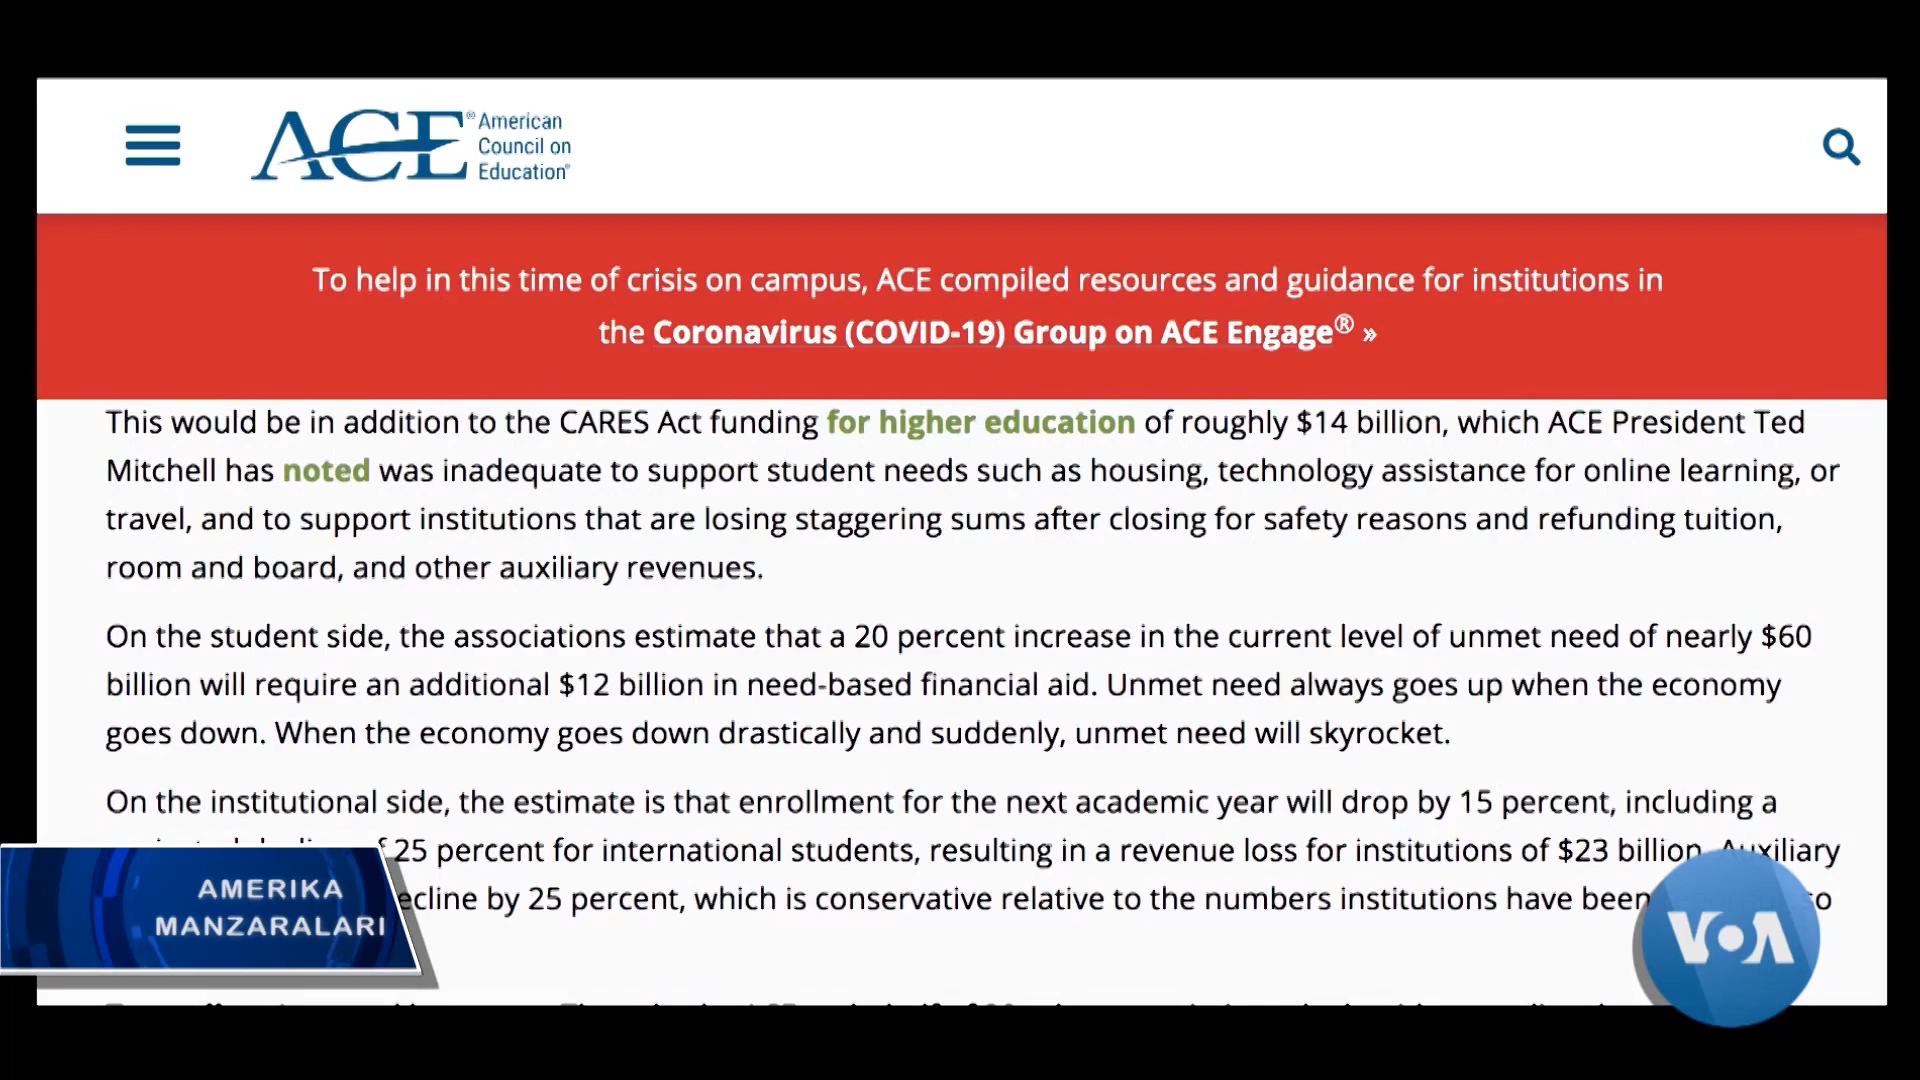 ACE® American
Council on
Education®
To help in this time of crisis on campus, ACE compiled resources and guidance for institutions in
the Coronavirus (COVID-19) Group on ACE Engage® »
This would be in addition to the CARES Act funding for higher education of roughly $14 billion, which ACE President Ted
Mitchell has noted was inadequate to support student needs such as housing, technology assistance for online learning, or
travel, and to support institutions that are losing staggering sums after closing for safety reasons and refunding tuition,
room and board, and other auxiliary revenues.
On the student side, the associations estimate that a 20 percent increase in the current level of unmet need of nearly $60
billion will require an additional $12 billion in need-based financial aid. Unmet need always goes up when the economy
goes down. When the economy goes down drastically and suddenly, unmet need will skyrocket.
On the institutional side, the estimate is that enrollment for the next academic year will drop by 15 percent, including a
25 percent for international students, resulting in a revenue loss for institutions of $23 billion. Auxiliary
by 25 percent, which is conservative relative to the numbers institutions have been
AMERIKA
MANZARALARI
VOA